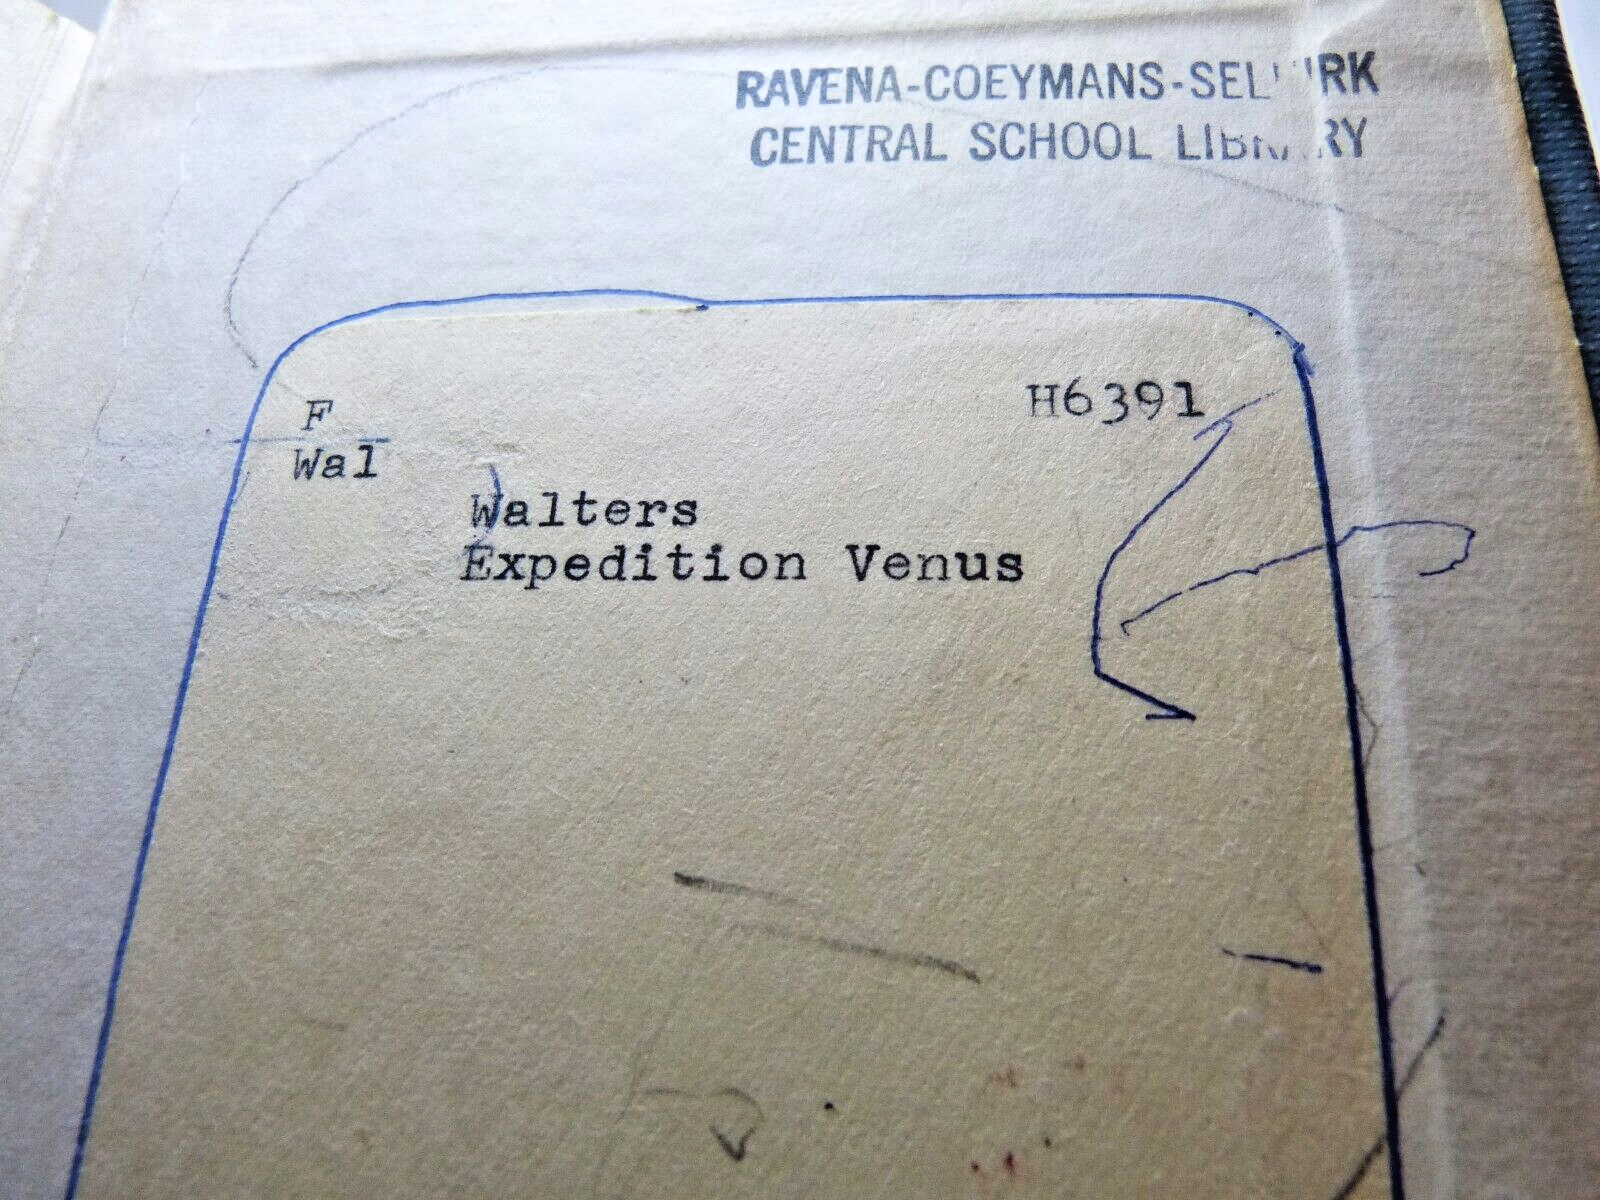 RAVENA-COEYMANS-SELKIRK
CENTRAL SCHOOL LIBRARY
F
H6391
Wal
Walters
Expedition Venus